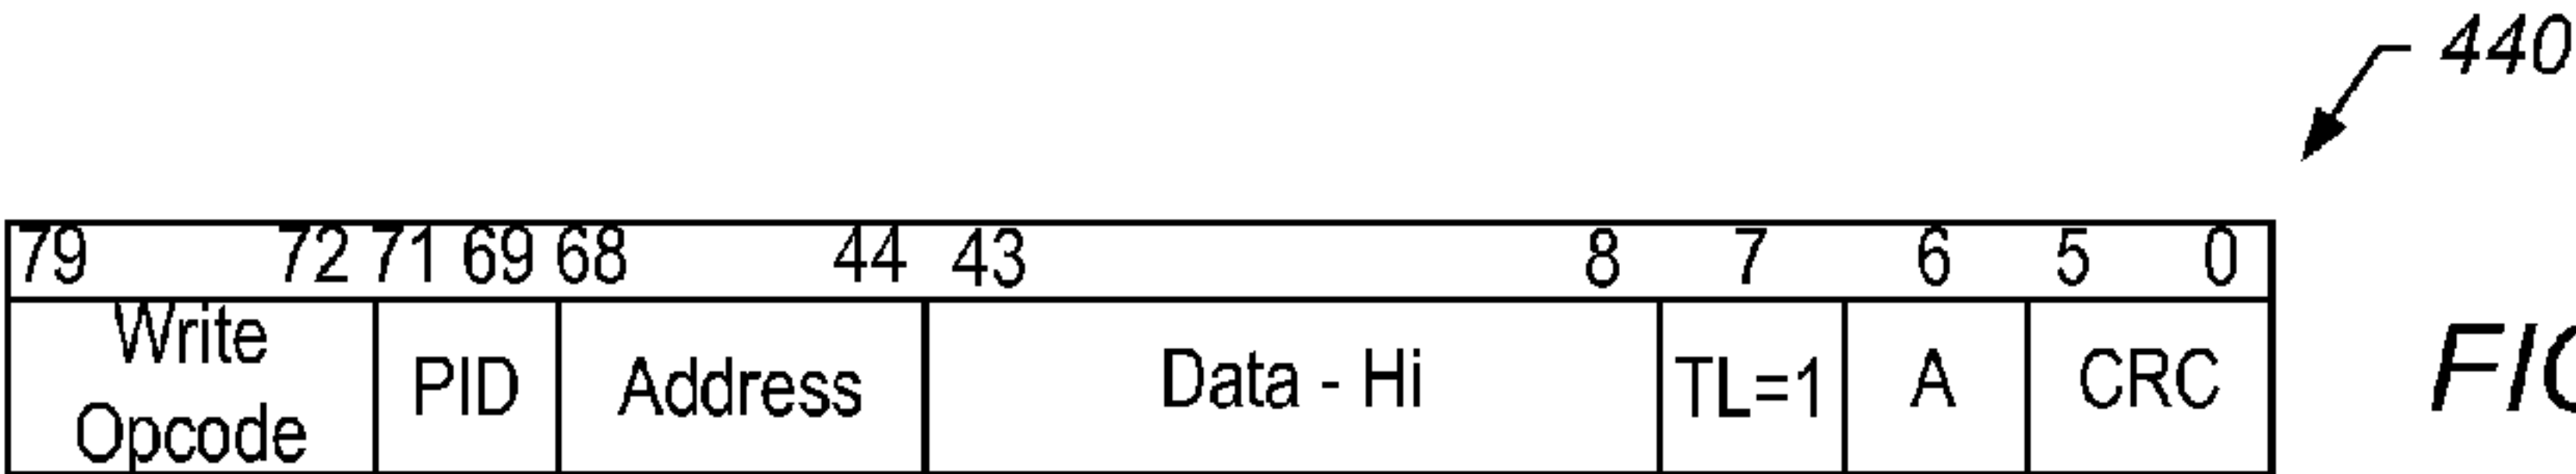 440
79 72 71 69 68 44 43 8 7 6 5 0
Write Opcode PID Address Data - Hi TL=1 A CRC